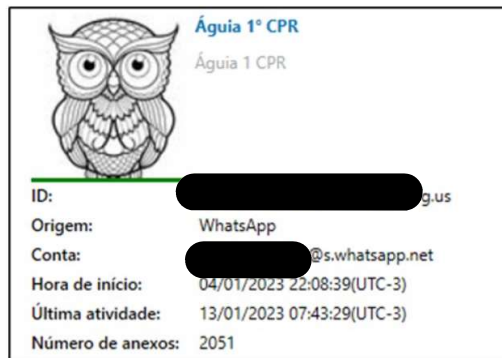 Águia 1º CPR
Águia 1 CPR
ID: g.us
Origem: WhatsApp
Conta: @s.whatsapp.net
Hora de início: 04/01/2023 22:08:39(UTC-3)
Última atividade: 13/01/2023 07:43:29(UTC-3)
Número de anexos: 2051